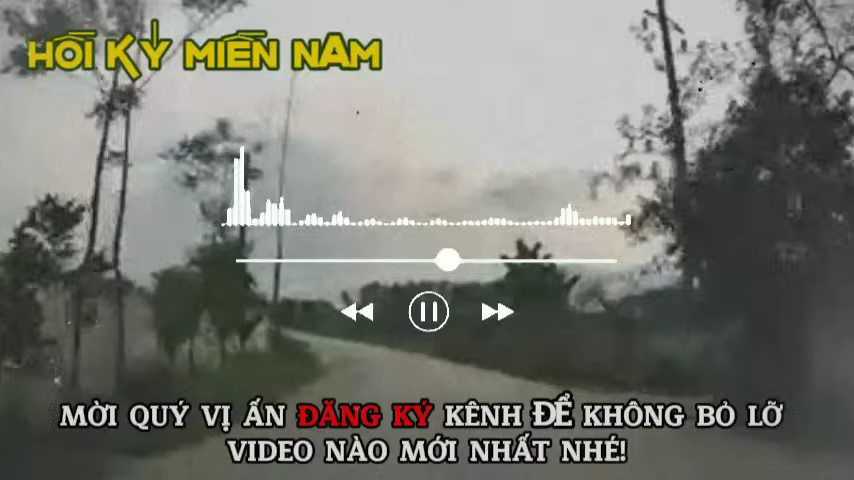 HỒI KÝ MIỀN NAM
MỜI QUÝ VỊ ẤN ĐĂNG KÝ KÊNH ĐỂ KHÔNG BỎ LỠ
VIDEO NÀO MỚI NHẤT NHÉ!